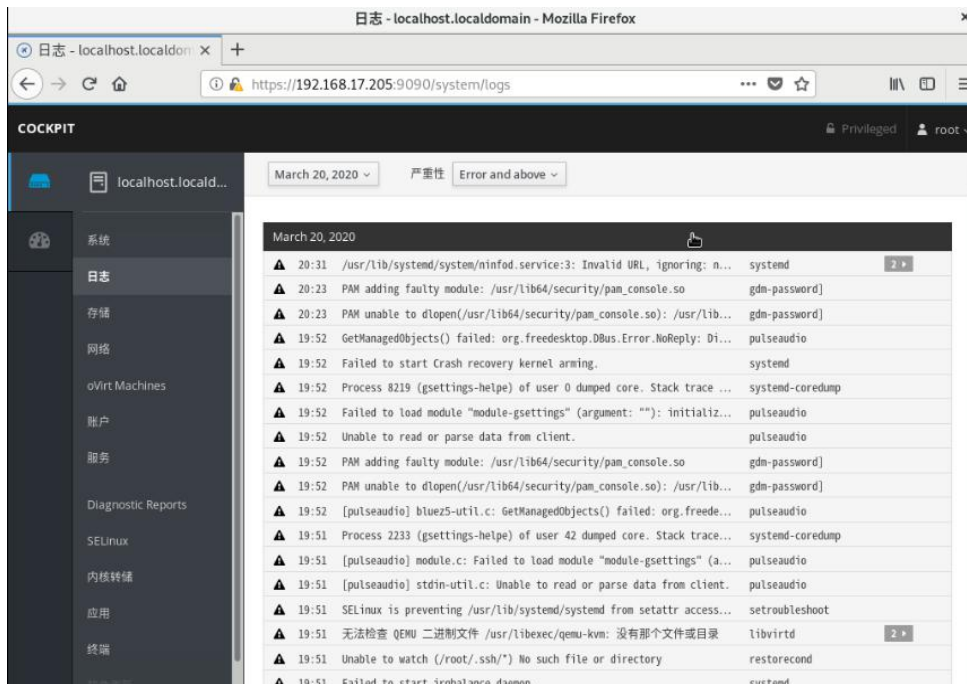 日志 - localhost.localdomain - Mozilla Firefox
日志 - localhost.localdom
https://192.168.17.205:9090/system/logs
COCKPIT
Privileged
root
localhost.locald...
系统
日志
存储
网络
oVirt Machines
账户
服务
Diagnostic Reports
SELinux
内核转储
应用
终端
March 20, 2020
严重性 Error and above
March 20, 2020
20:31 /usr/lib/systemd/system/ninfod.service:3: Invalid URL, ignoring: n... systemd 2
20:23 PAM adding faulty module: /usr/lib64/security/pam_console.so gdm-password]
20:23 PAM unable to dlopen(/usr/lib64/security/pam_console.so): /usr/lib... gdm-password]
19:52 GetManagedObjects() failed: org.freedesktop.DBus.Error.NoReply: Di... pulseaudio
19:52 Failed to start Crash recovery kernel arming. systemd
19:52 Process 8219 (gsettings-helpe) of user 0 dumped core. Stack trace ... systemd-coredump
19:52 Failed to load module "module-gsettings" (argument: ""): initializ... pulseaudio
19:52 Unable to read or parse data from client. pulseaudio
19:52 PAM adding faulty module: /usr/lib64/security/pam_console.so gdm-password]
19:52 PAM unable to dlopen(/usr/lib64/security/pam_console.so): /usr/lib... gdm-password]
19:52 [pulseaudio] bluez5-util.c: GetManagedObjects() failed: org.freede... pulseaudio
19:51 Process 2233 (gsettings-helpe) of user 42 dumped core. Stack trace... systemd-coredump
19:51 [pulseaudio] module.c: Failed to load module "module-gsettings" (a... pulseaudio
19:51 [pulseaudio] stdin-util.c: Unable to read or parse data from client. pulseaudio
19:51 SELinux is preventing /usr/lib/systemd/systemd from setattr access... setroubleshoot
19:51 无法检查 QEMU 二进制文件 /usr/libexec/qemu-kvm: 没有那个文件或目录 libvirtd 2
19:51 Unable to watch (/root/.ssh/*) No such file or directory restorecond
19:51 Failed to start irqbalance daemon. systemd